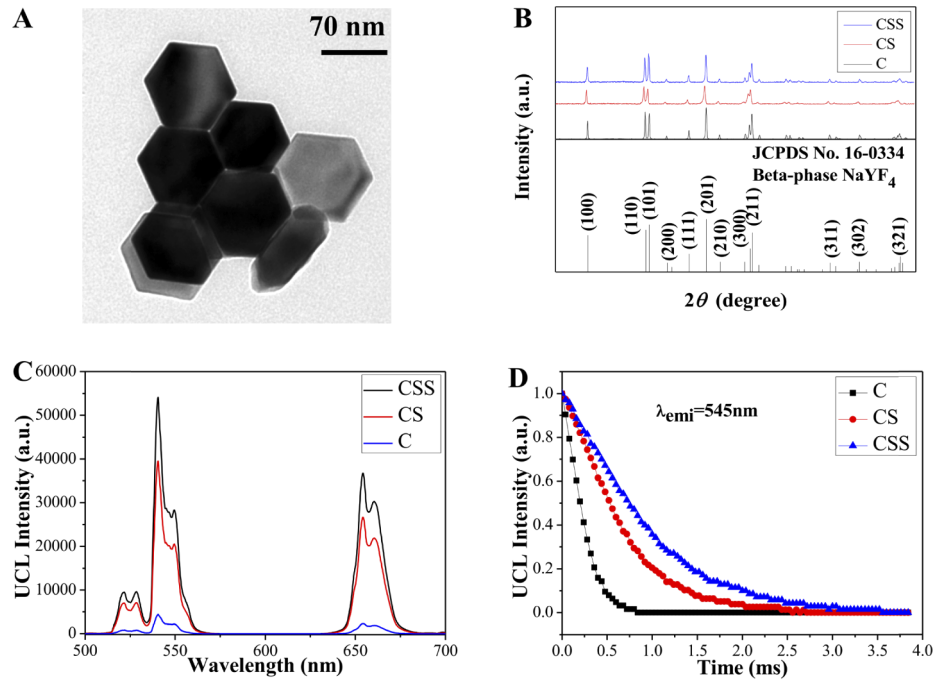 A
70 nm
B
CSS
CS
C
Intensity (a.u.)
JCPDS No. 16-0334
Beta-phase NaYF4
(100)
(110)
(101)
(200)
(111)
(201)
(210)
(300)
(211)
(311)
(302)
(321)
2θ (degree)
C
60000
50000
40000
30000
20000
10000
0
UCL Intensity (a.u.)
CSS
CS
C
500
550
600
650
700
Wavelength (nm)
D
1.0
0.8
0.6
0.4
0.2
0.0
UCL Intensity (a.u.)
λemi=545nm
C
CS
CSS
0.0
0.5
1.0
1.5
2.0
2.5
3.0
3.5
4.0
Time (ms)